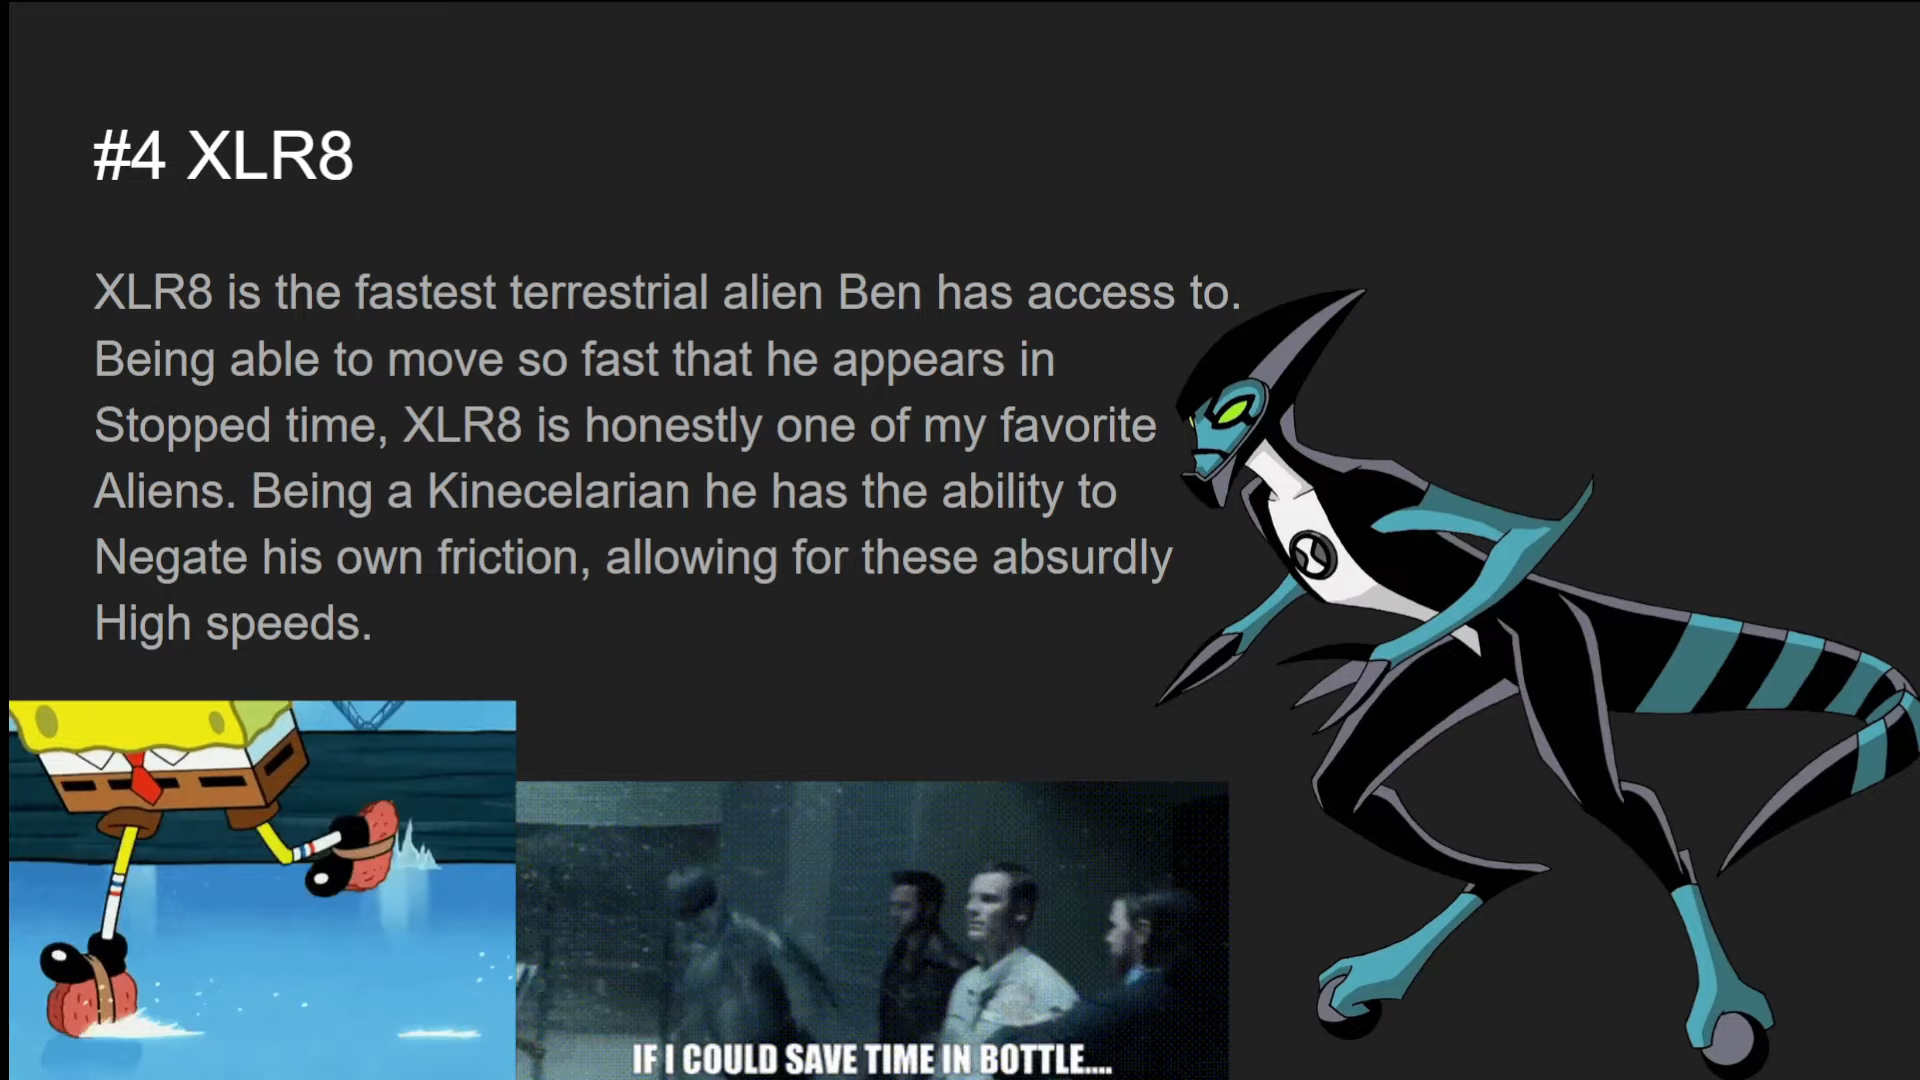 #4 XLR8
XLR8 is the fastest terrestrial alien Ben has access to.
Being able to move so fast that he appears in
Stopped time, XLR8 is honestly one of my favorite
Aliens. Being a Kinecelarian he has the ability to
Negate his own friction, allowing for these absurdly
High speeds.
IF I COULD SAVE TIME IN BOTTLE....